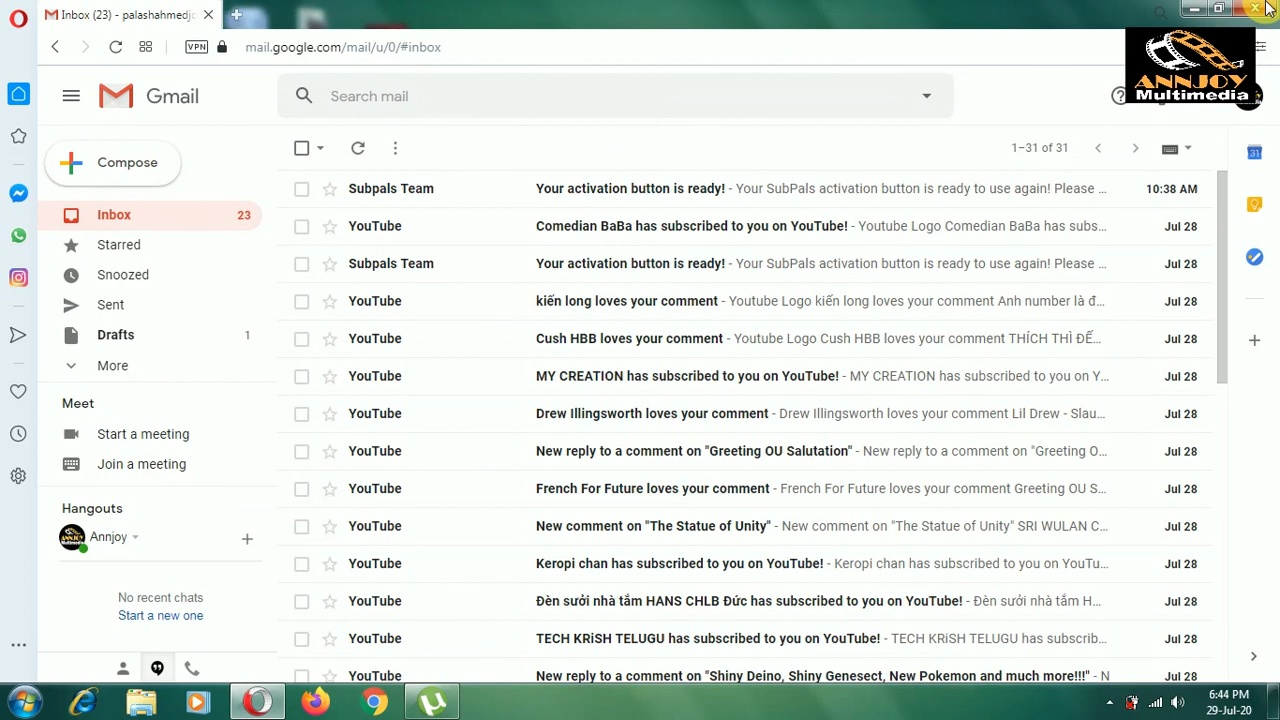 Inbox (23) - palashahmedjo
VPN
mail.google.com/mail/u/0/#inbox
ANNJOY
Multimedia
Gmail
Search mail
Compose
1–31 of 31
Inbox 23
Starred
Snoozed
Sent
Drafts 1
More
Meet
Start a meeting
Join a meeting
Hangouts
Annjoy
No recent chats
Start a new one
Subpals Team Your activation button is ready! - Your SubPals activation button is ready to use again! Please ... 10:38 AM
YouTube Comedian BaBa has subscribed to you on YouTube! - Youtube Logo Comedian BaBa has subs... Jul 28
Subpals Team Your activation button is ready! - Your SubPals activation button is ready to use again! Please ... Jul 28
YouTube kiến long loves your comment - Youtube Logo kiến long loves your comment Anh number là đ... Jul 28
YouTube Cush HBB loves your comment - Youtube Logo Cush HBB loves your comment THÍCH THÌ ĐẾ... Jul 28
YouTube MY CREATION has subscribed to you on YouTube! - MY CREATION has subscribed to you on Y... Jul 28
YouTube Drew Illingsworth loves your comment - Drew Illingsworth loves your comment Lil Drew - Slau... Jul 28
YouTube New reply to a comment on "Greeting OU Salutation" - New reply to a comment on "Greeting O... Jul 28
YouTube French For Future loves your comment - French For Future loves your comment Greeting OU S... Jul 28
YouTube New comment on "The Statue of Unity" - New comment on "The Statue of Unity" SRI WULAN C... Jul 28
YouTube Keropi chan has subscribed to you on YouTube! - Keropi chan has subscribed to you on YouTu... Jul 28
YouTube Đèn sưởi nhà tắm HANS CHLB Đức has subscribed to you on YouTube! - Đèn sưởi nhà tắm H... Jul 28
YouTube TECH KRiSH TELUGU has subscribed to you on YouTube! - TECH KRiSH TELUGU has subscrib... Jul 28
YouTube New reply to a comment on "Shiny Deino, Shiny Genesect, New Pokemon and much more!!!" - N Jul 28
31
6:44 PM
29-Jul-20